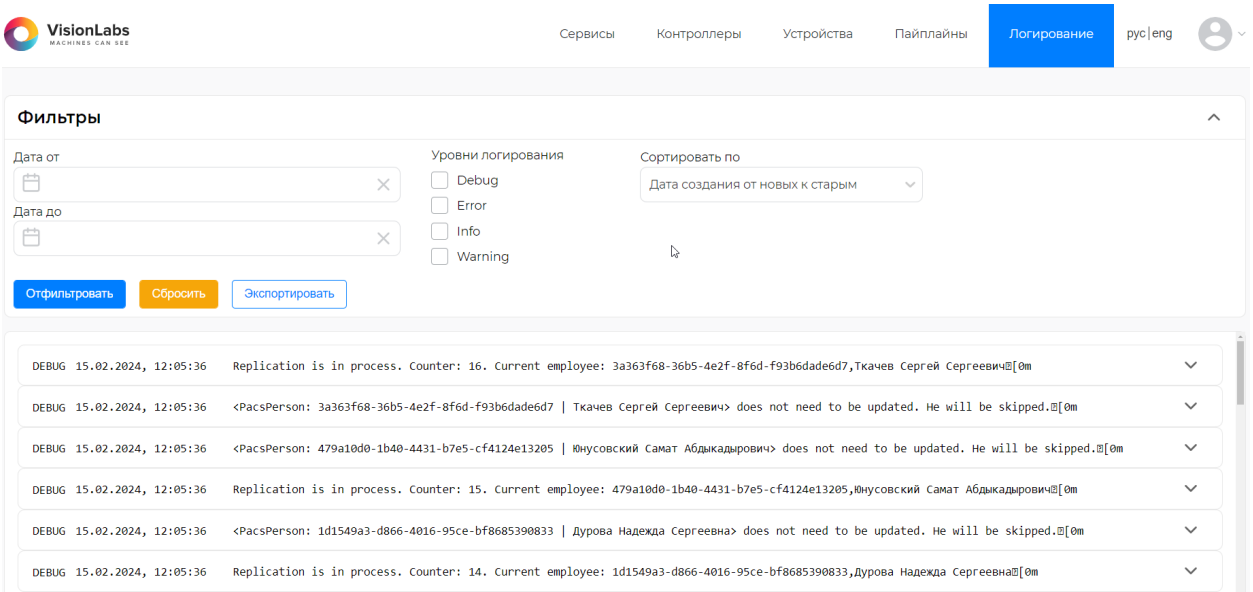 VisionLabs
MACHINES CAN SEE
Сервисы Контроллеры Устройства Пайплайны Логирование рус|eng
Фильтры
Дата от Уровни логирования Сортировать по
Debug Дата создания от новых к старым
Error
Дата до
Info
Warning
Отфильтровать Сбросить Экспортировать
DEBUG 15.02.2024, 12:05:36 Replication is in process. Counter: 16. Current employee: 3a363f68-36b5-4e2f-8f6d-f93b6dade6d7,Ткачев Сергей Сергеевич[0m
DEBUG 15.02.2024, 12:05:36 <PacsPerson: 3a363f68-36b5-4e2f-8f6d-f93b6dade6d7 | Ткачев Сергей Сергеевич> does not need to be updated. He will be skipped.[0m
DEBUG 15.02.2024, 12:05:36 <PacsPerson: 479a10d0-1b40-4431-b7e5-cf4124e13205 | Юнусовский Самат Абдыкадырович> does not need to be updated. He will be skipped.[0m
DEBUG 15.02.2024, 12:05:36 Replication is in process. Counter: 15. Current employee: 479a10d0-1b40-4431-b7e5-cf4124e13205,Юнусовский Самат Абдыкадырович[0m
DEBUG 15.02.2024, 12:05:36 <PacsPerson: 1d1549a3-d866-4016-95ce-bf8685390833 | Дурова Надежда Сергеевна> does not need to be updated. He will be skipped.[0m
DEBUG 15.02.2024, 12:05:36 Replication is in process. Counter: 14. Current employee: 1d1549a3-d866-4016-95ce-bf8685390833,Дурова Надежда Сергеевна[0m